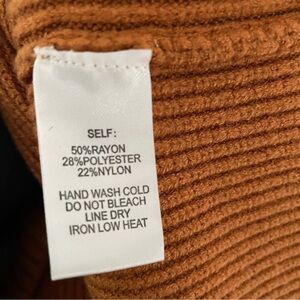 SELF:
50%RAYON
28%POLYESTER
22%NYLON
HAND WASH COLD
DO NOT BLEACH
LINE DRY
IRON LOW HEAT